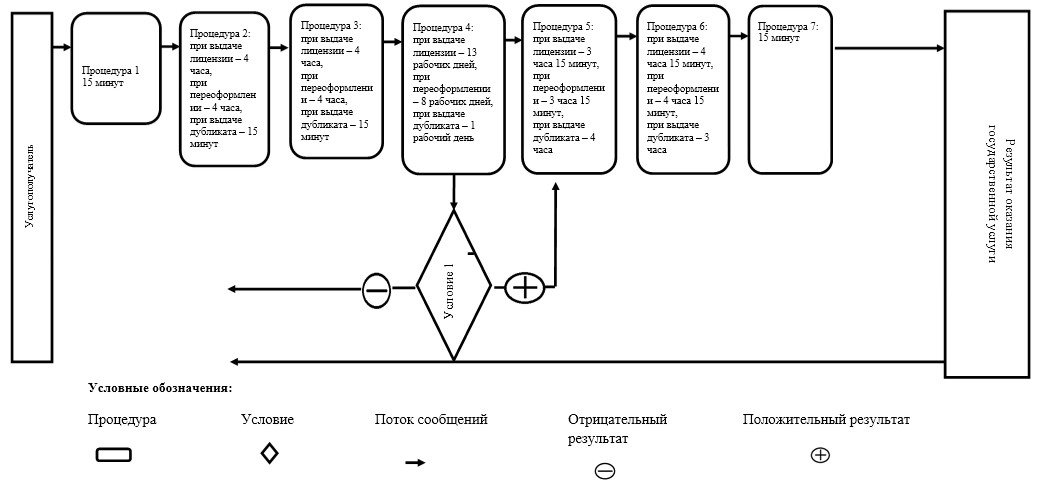 Услугополучатель
Процедура 1
15 минут
Процедура 2:
при выдаче
лицензии – 4
часа,
при
переоформлен
ии – 4 часа,
при выдаче
дубликата – 15
минут
Процедура 3:
при выдаче
лицензии – 4
часа,
при
переоформлени
и – 4 часа,
при выдаче
дубликата – 15
минут
Процедура 4:
при выдаче
лицензии – 13
рабочих дней,
при
переоформлении
– 8 рабочих дней,
при выдаче
дубликата – 1
рабочий день
Процедура 5:
при выдаче
лицензии – 3
часа 15 минут,
при
переоформлени
и – 3 часа 15
минут,
при выдаче
дубликата – 4
часа
Процедура 6:
при выдаче
лицензии – 4
часа 15 минут,
при
переоформлени
и – 4 часа 15
минут,
при выдаче
дубликата – 3
часа
Процедура 7:
15 минут
Результат оказания
государственной услуги
Условие 1
Условные обозначения:
Процедура
Условие
Поток сообщений
Отрицательный
результат
Положительный результат